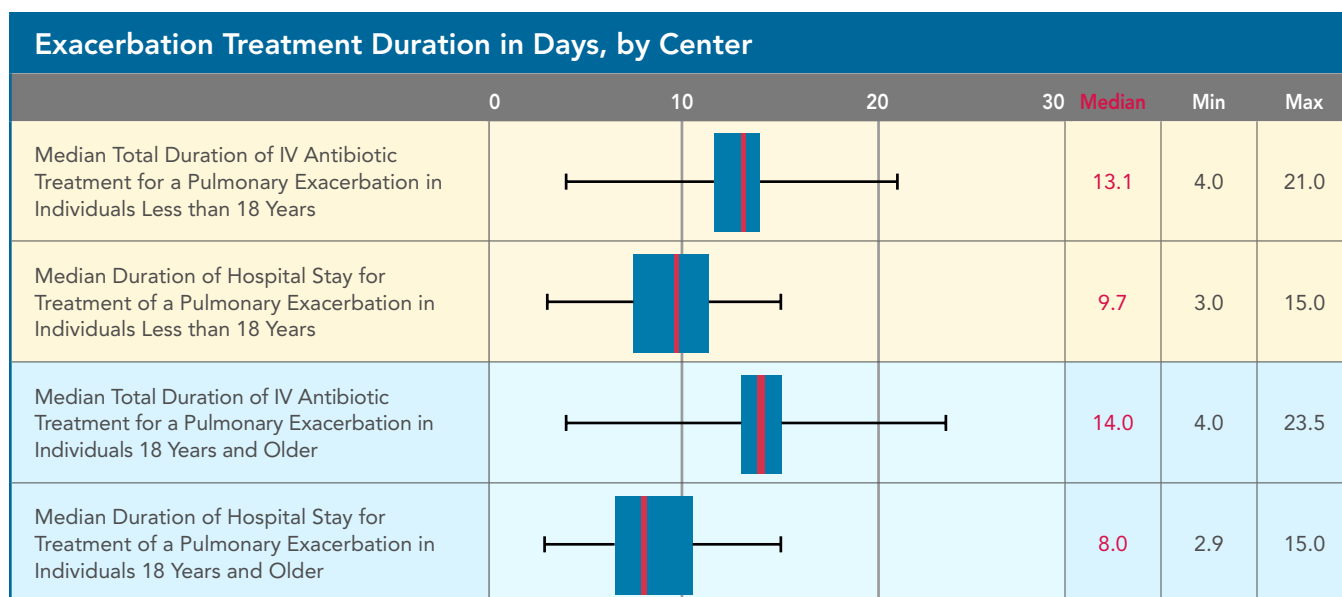 Exacerbation Treatment Duration in Days, by Center
0 10 20 30 Median Min Max
Median Total Duration of IV Antibiotic
Treatment for a Pulmonary Exacerbation in
Individuals Less than 18 Years
13.1 4.0 21.0
Median Duration of Hospital Stay for
Treatment of a Pulmonary Exacerbation in
Individuals Less than 18 Years
9.7 3.0 15.0
Median Total Duration of IV Antibiotic
Treatment for a Pulmonary Exacerbation in
Individuals 18 Years and Older
14.0 4.0 23.5
Median Duration of Hospital Stay for
Treatment of a Pulmonary Exacerbation in
Individuals 18 Years and Older
8.0 2.9 15.0